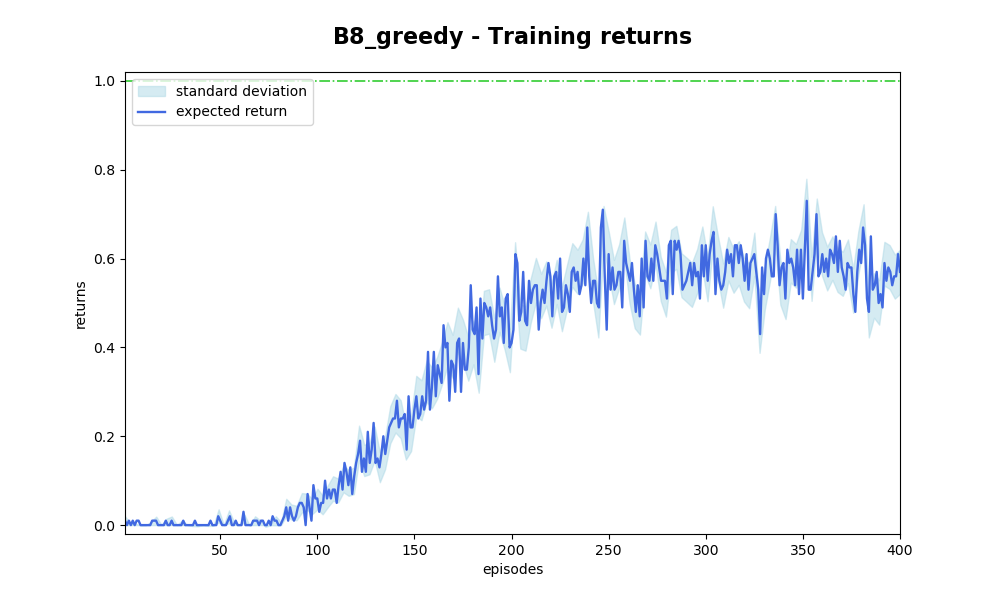 B8_greedy - Training returns
standard deviation
expected return
1.0
0.8
0.6
0.4
0.2
0.0
returns
50 100 150 200 250 300 350 400
episodes